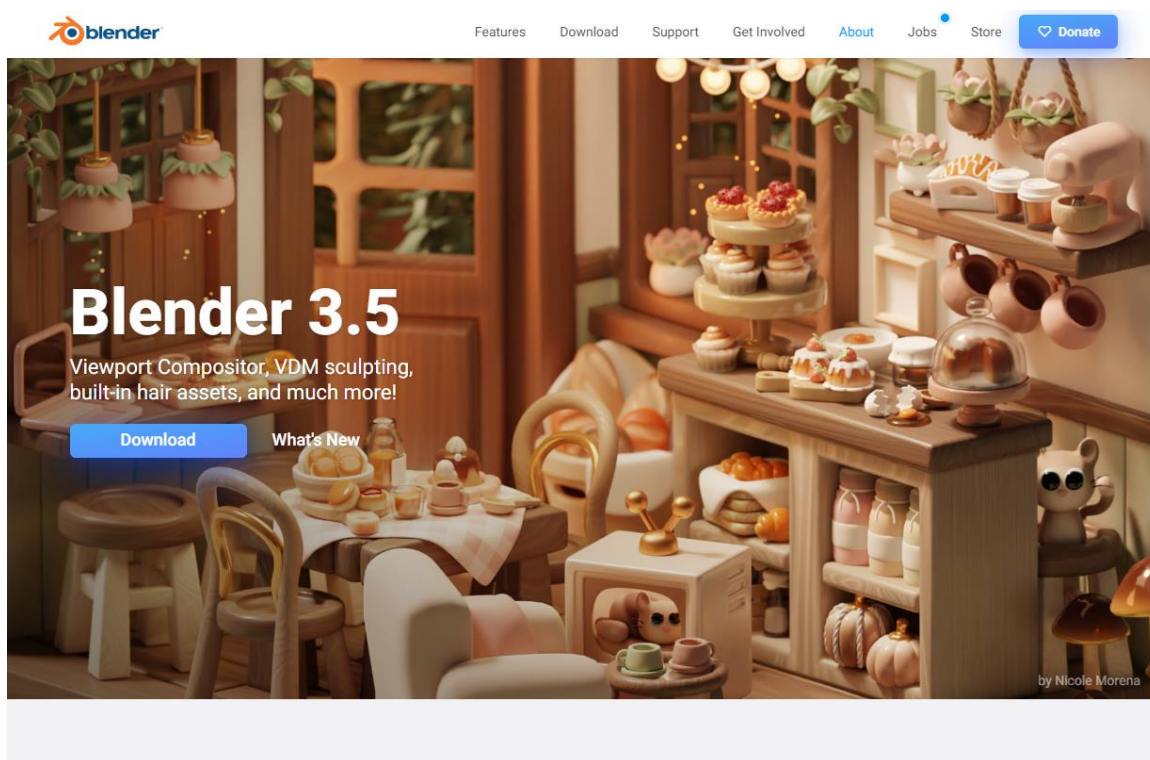 blender
Features Download Support Get Involved About Jobs Store Donate
Blender 3.5
Viewport Compositor, VDM sculpting,
built-in hair assets, and much more!
Download What's New
by Nicole Morena